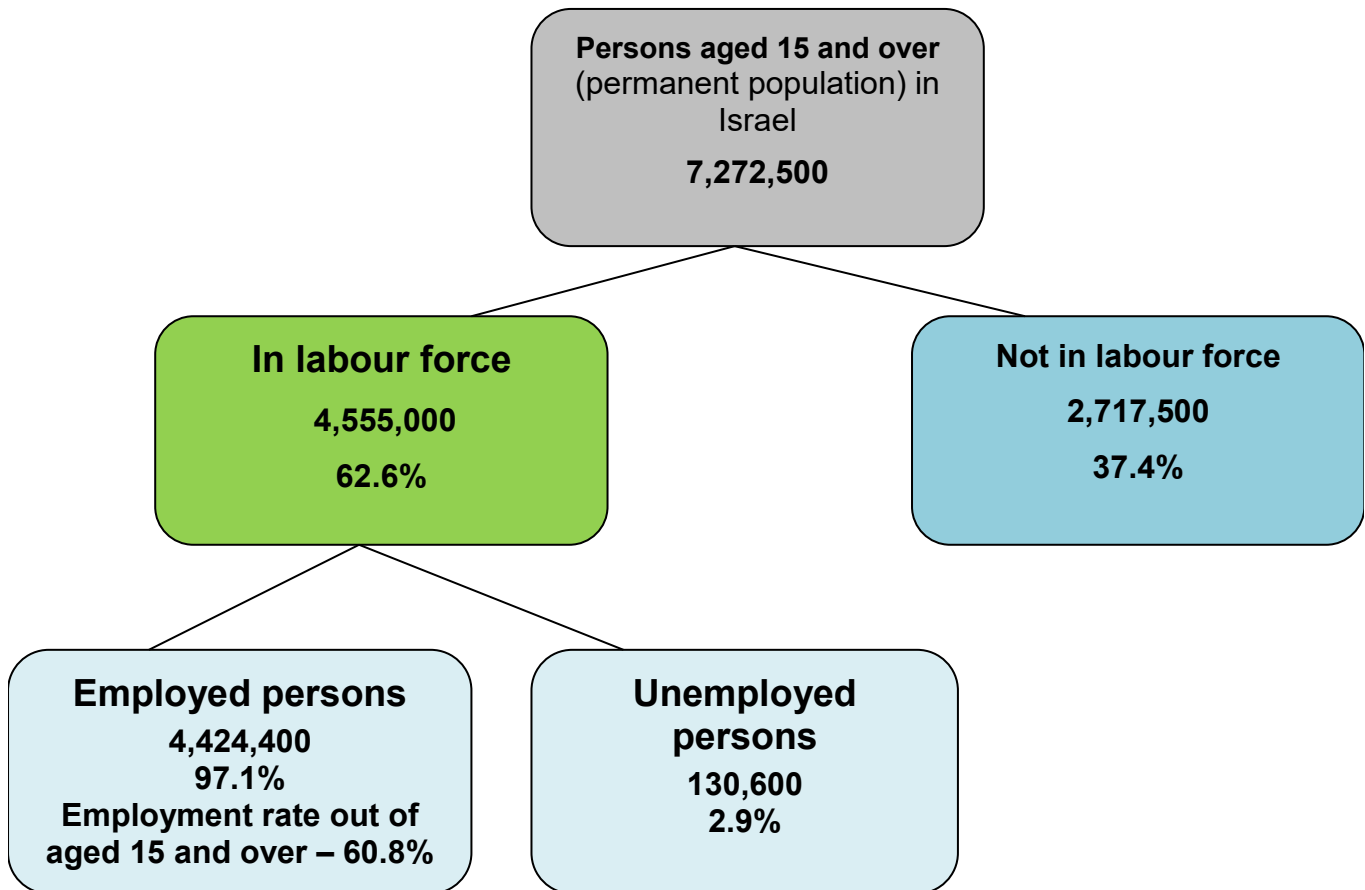 Persons aged 15 and over
(permanent population) in
Israel
7,272,500
In labour force
4,555,000
62.6%
Not in labour force
2,717,500
37.4%
Employed persons
4,424,400
97.1%
Employment rate out of
aged 15 and over – 60.8%
Unemployed
persons
130,600
2.9%